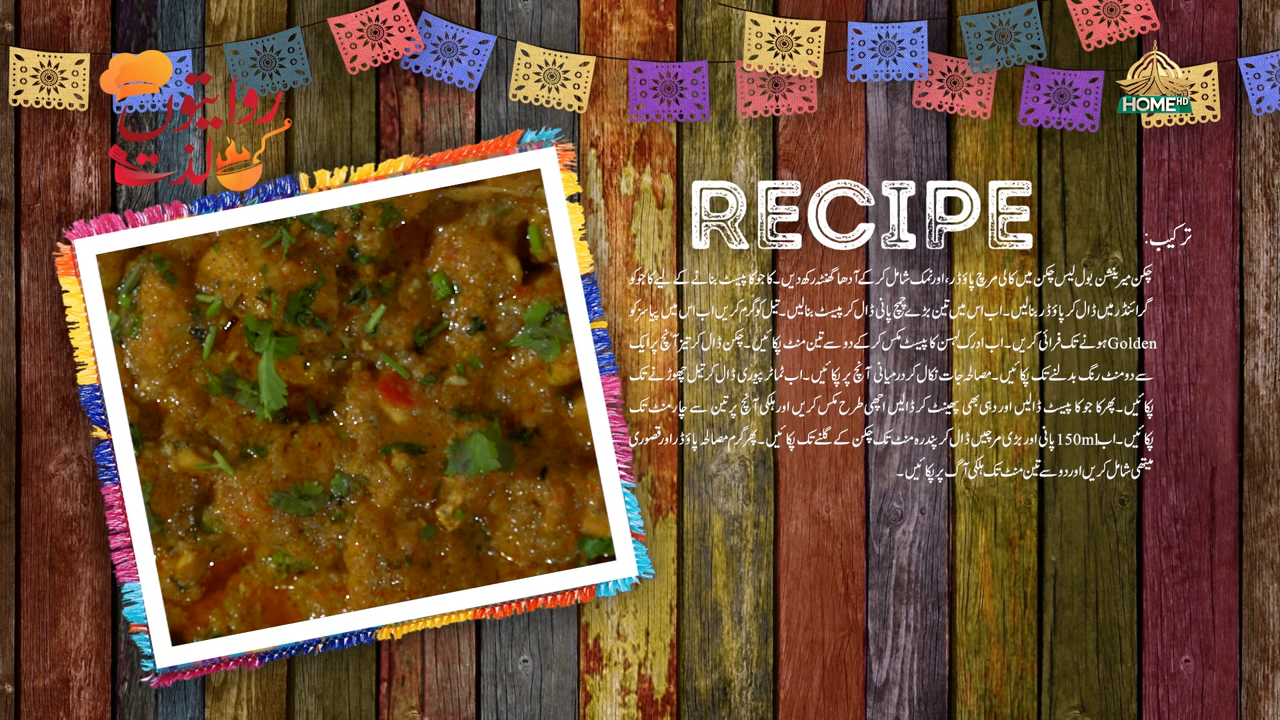 روایتوں
کی
لذت
HOME HD
RECIPE
ترکیب:
چکن میرینیشن بول لیس چکن میں کالی مرچ پاؤڈر، اور نمک شامل کر کے آدھا گھنٹہ رکھ دیں۔ کاجو کا پیسٹ بنانے کے لیے کاجو کو
گرائنڈر میں ڈال کر پاؤڈر بنالیں۔ اب اس میں تین بڑے چمچ پانی ڈال کر پیسٹ بنالیں۔ تیل کو گرم کریں اب اس میں پیاسز کو
Golden ہونے تک فرائی کریں۔ اب اورک لہسن کا پیسٹ مکس کر کے دو سے تین منٹ پکائیں۔ چکن ڈال کر تیز آنچ پر ایک
سے دو منٹ رنگ بدلنے تک پکائیں۔ مصالحہ جات نکال کر درمیانی آنچ پر پکائیں۔ اب ٹماٹر پیوری ڈال کر تیل چھوڑنے تک
پکائیں۔ پھر کا جو کا پیسٹ ڈالیں اور دہی بھی پھینٹ کر ڈالیں اچھی طرح مکس کریں اور ہلکی آنچ پر تین سے چار منٹ تک
پکائیں۔ اب 150ml پانی اور بڑی مرچیں ڈال کر پندرہ منٹ تک چکن کے گلنے تک پکائیں۔ پھر گرم مصالحہ پاؤڈر اور قصوری
میتھی شامل کریں اور دو سے تین منٹ تک ہلکی آگ پر پکائیں۔